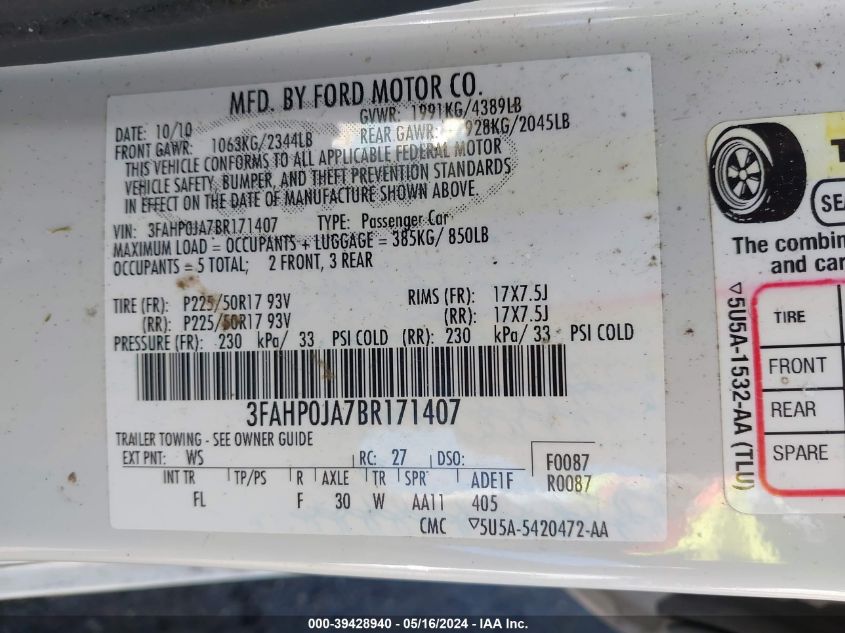 MFD. BY FORD MOTOR CO.
DATE: 10/10 GVWR: 1991KG/4389LB
FRONT GAWR: 1063KG/2344LB REAR GAWR: 928KG/2045LB
THIS VEHICLE CONFORMS TO ALL APPLICABLE FEDERAL MOTOR
VEHICLE SAFETY, BUMPER, AND THEFT PREVENTION STANDARDS
IN EFFECT ON THE DATE OF MANUFACTURE SHOWN ABOVE.
VIN: 3FAHP0JA7BR171407 TYPE: Passenger Car
MAXIMUM LOAD = OCCUPANTS + LUGGAGE = 385KG/ 850LB
OCCUPANTS = 5 TOTAL; 2 FRONT, 3 REAR
TIRE (FR): P225/50R17 93V RIMS (FR): 17X7.5J
(RR): P225/50R17 93V (RR): 17X7.5J
PRESSURE (FR): 230 kPa/ 33 PSI COLD (RR): 230 kPa/ 33 PSI COLD
3FAHP0JA7BR171407
TRAILER TOWING - SEE OWNER GUIDE
EXT PNT: WS RC: 27 DSO: F0087
INT TR TP/PS R AXLE TR SPR ADE1F R0087
FL F 30 W AA11 405
CMC ▽5U5A-5420472-AA
SEA
The combin
and car
TIRE
FRONT
REAR
SPARE
▽5U5A-1532-AA (TLU)
000-39428940 - 05/16/2024 - IAA Inc.